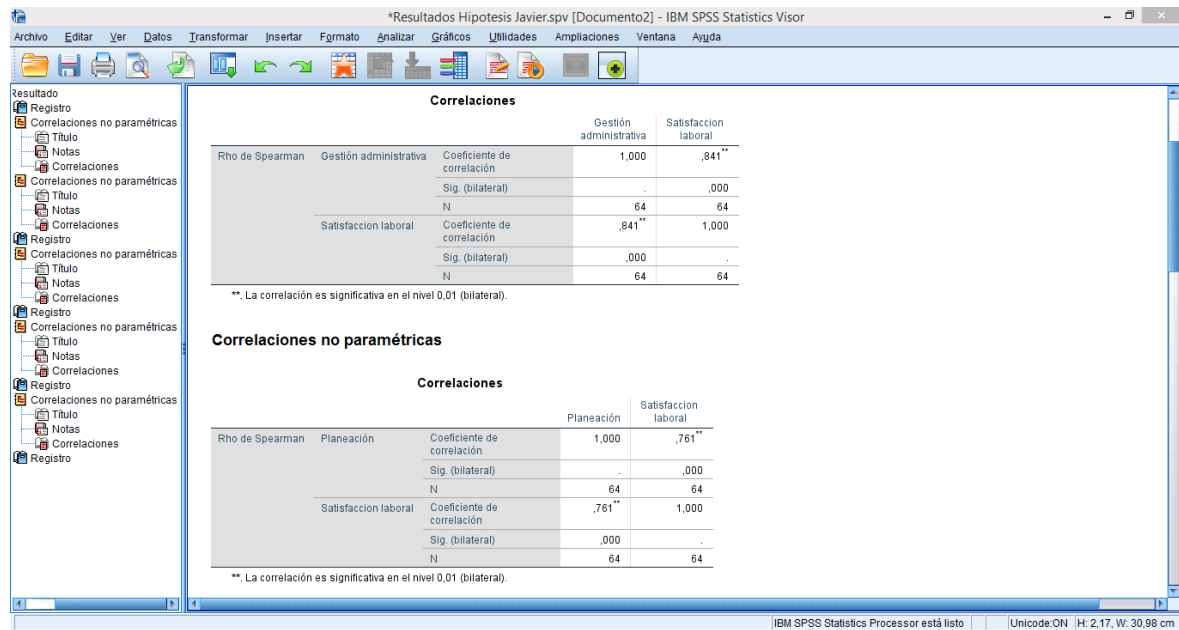 *Resultados Hipotesis Javier.spv [Documento2] - IBM SPSS Statistics Visor
Archivo Editar Ver Datos Transformar Insertar Formato Analizar Gráficos Utilidades Ampliaciones Ventana Ayuda
Resultado
Registro
Correlaciones no paramétricas
Título
Notas
Correlaciones
Correlaciones no paramétricas
Título
Notas
Correlaciones
Registro
Correlaciones no paramétricas
Título
Notas
Correlaciones
Registro
Correlaciones no paramétricas
Título
Notas
Correlaciones
Registro
Correlaciones no paramétricas
Título
Notas
Correlaciones
Registro
Correlaciones
Gestión administrativa Satisfaccion laboral
Rho de Spearman Gestión administrativa Coeficiente de correlación 1,000 ,841**
Sig. (bilateral) . ,000
N 64 64
Satisfaccion laboral Coeficiente de correlación ,841** 1,000
Sig. (bilateral) ,000 .
N 64 64
**. La correlación es significativa en el nivel 0,01 (bilateral).
Correlaciones no paramétricas
Correlaciones
Planeación Satisfaccion laboral
Rho de Spearman Planeación Coeficiente de correlación 1,000 ,761**
Sig. (bilateral) . ,000
N 64 64
Satisfaccion laboral Coeficiente de correlación ,761** 1,000
Sig. (bilateral) ,000 .
N 64 64
**. La correlación es significativa en el nivel 0,01 (bilateral).
IBM SPSS Statistics Processor está listo Unicode:ON H: 2,17, W: 30,98 cm